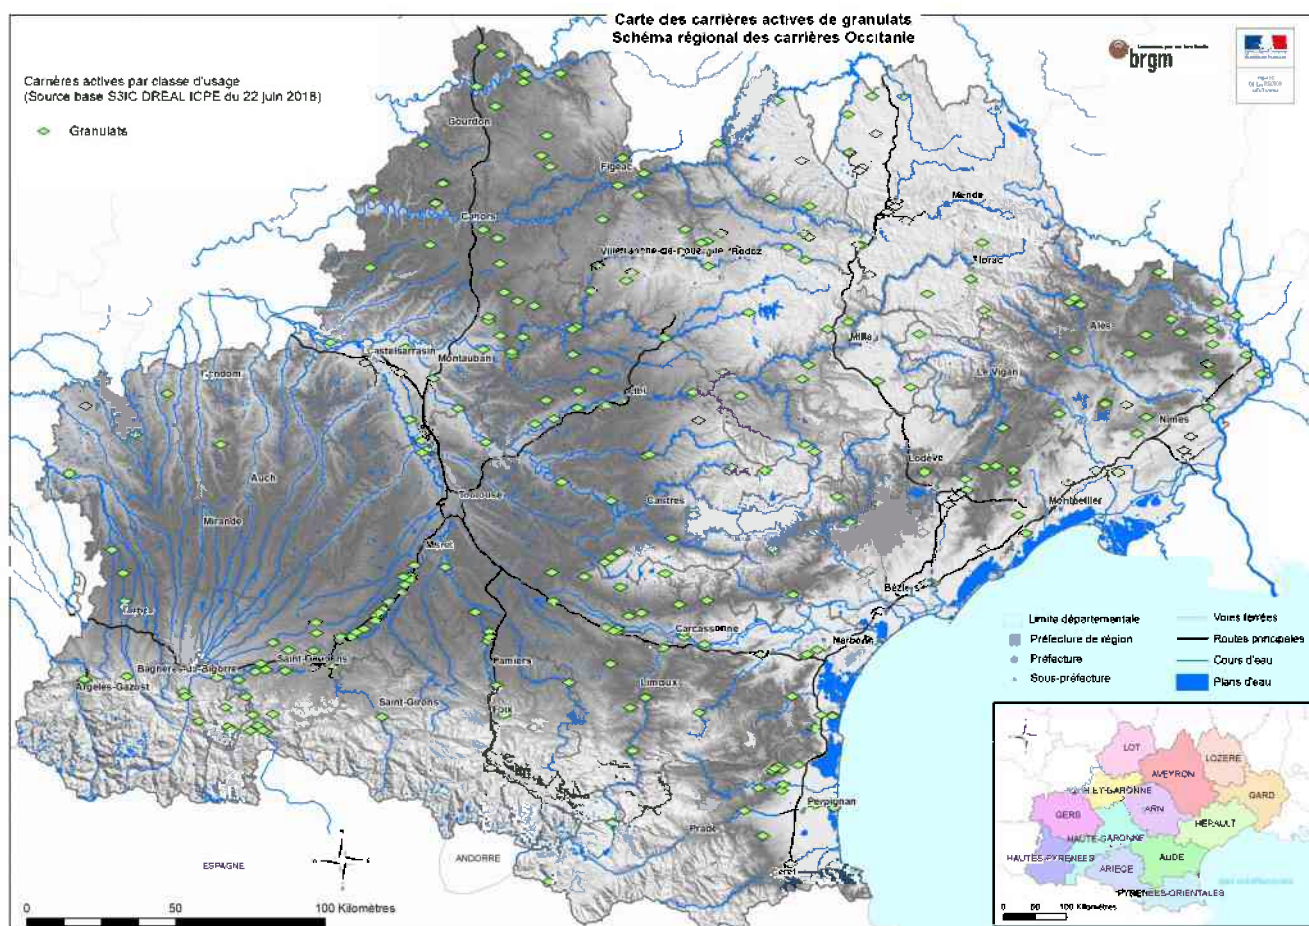 Carte des carrières actives de granulats
Schéma régional des carrières Occitanie
brgm
Carrières actives par classe d'usage
(Source base S3IC DREAL ICPE du 22 juin 2018)
Granulats
Gourdon
Figeac
Cahors
Mende
Villefranche-de-Rouergue
Rodez
Florac
Castelsarrasin
Montauban
Millau
Alès
Condom
Albi
Le Vigan
Nîmes
Auch
Lodève
Toulouse
Castres
Montpellier
Mirande
Muret
Béziers
Tarbes
Carcassonne
Narbonne
Saint-Gaudens
Pamiers
Bagnères-de-Bigorre
Argeles-Gazost
Limoux
Saint-Girons
Foix
Perpignan
Prades
Céret
ESPAGNE
ANDORRE
Limite départementale
Préfecture de région
Préfecture
Sous-préfecture
Voies ferrées
Routes principales
Cours d'eau
Plans d'eau
0 50 100 Kilomètres
LOT
LOZERE
AVEYRON
GARD
GERS
HERAULT
HAUTE-GARONNE
HAUTES-PYRENEES
AUDE
ARIEGE
PYRENEES-ORIENTALES
0 50 100 Kilomètres